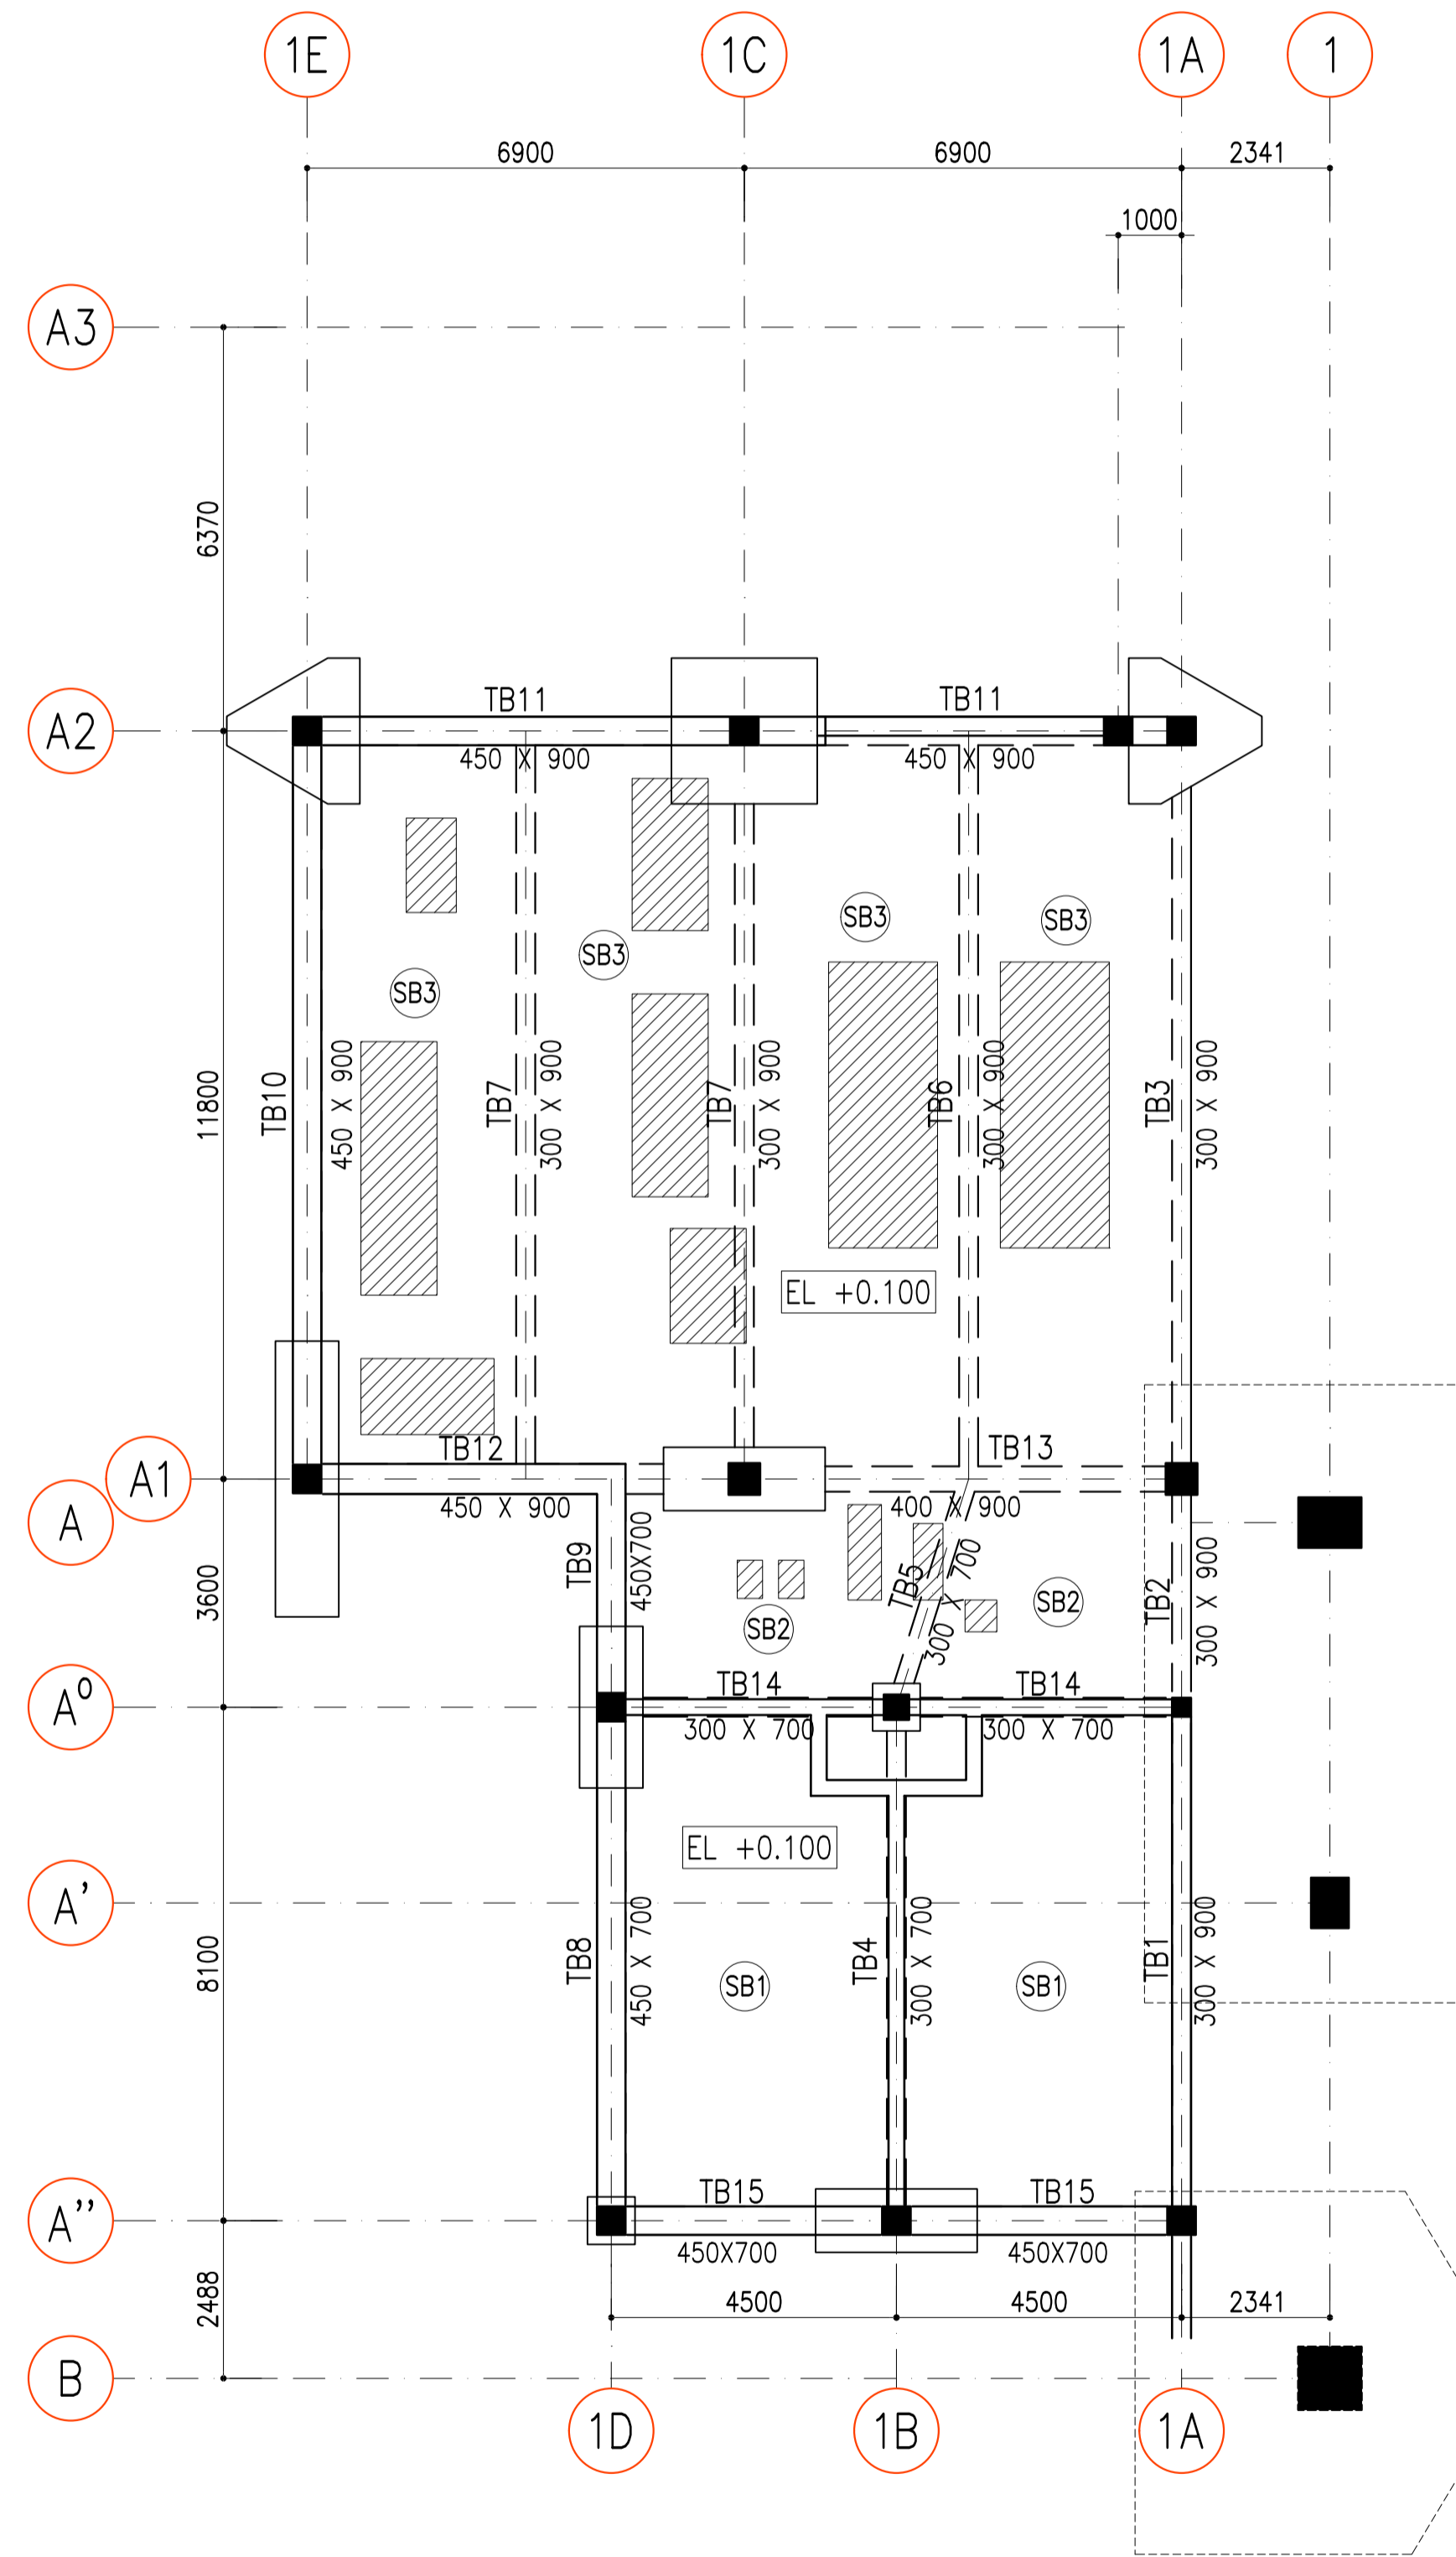 1E
1C
1A
1
6900
6900
2341
1000
A3
6370
A2
TB11
TB11
450 X 900
450 X 900
SB3
SB3
SB3
SB3
11800
TB10
450 X 900
TB7
300 X 900
TB7
300 X 900
TB6
300 X 900
TB3
300 X 900
EL +0.100
TB12
TB13
A1
A
450 X 900
400 X 900
3600
TB9
450X700
TB5
300 X 700
TB2
300 X 900
SB2
SB2
A°
TB14
TB14
300 X 700
300 X 700
EL +0.100
A'
8100
TB8
450 X 700
TB4
300 X 700
TB1
300 X 900
SB1
SB1
A''
TB15
TB15
450X700
450X700
2488
4500
4500
2341
B
1D
1B
1A